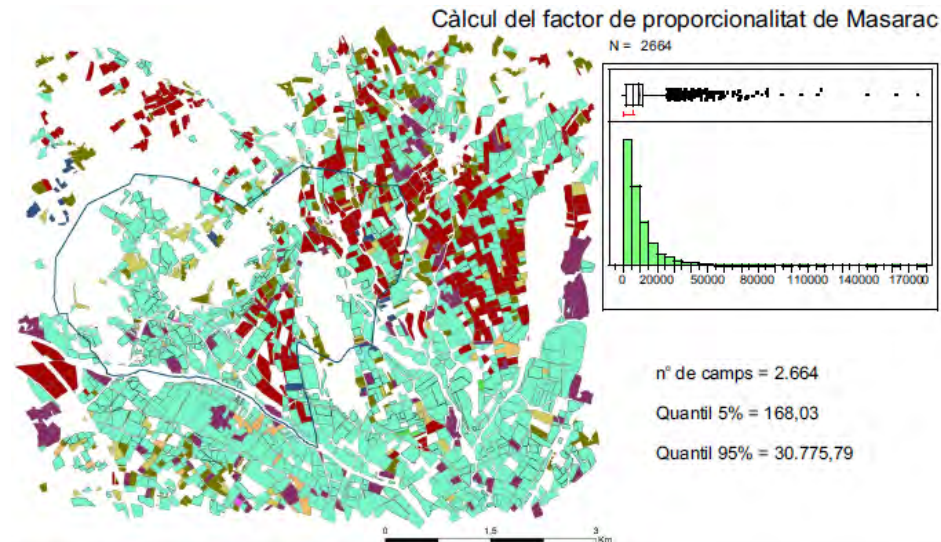 Càlcul del factor de proporcionalitat de Masarac
N = 2664
0 20000 50000 80000 110000 140000 170000
nº de camps = 2.664
Quantil 5% = 168,03
Quantil 95% = 30.775,79
0 1,5 3
Km